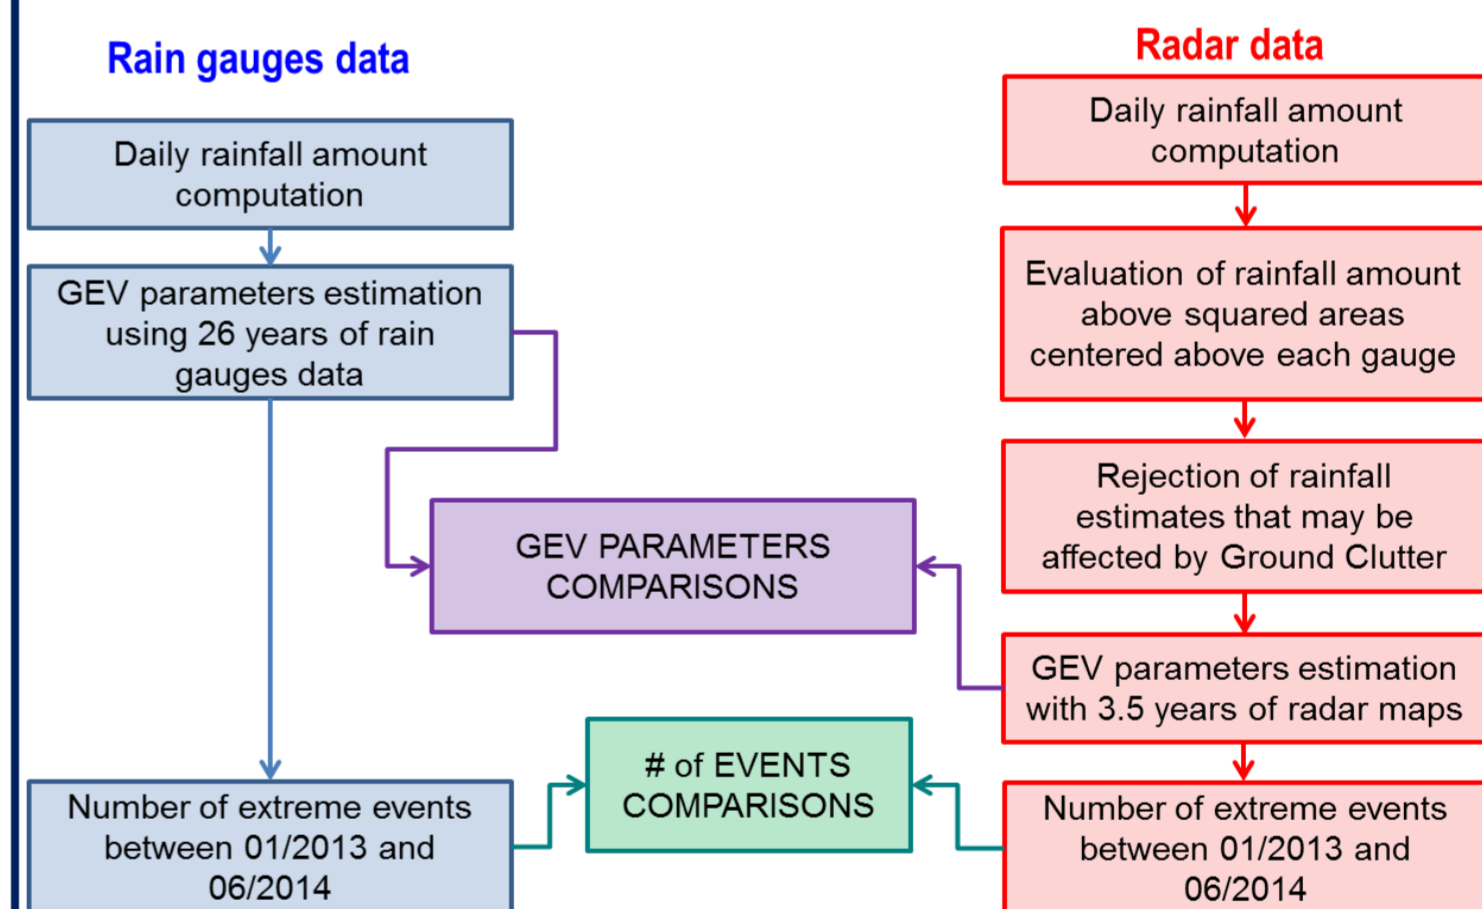 Rain gauges data
Daily rainfall amount
computation
GEV parameters estimation
using 26 years of rain
gauges data
Number of extreme events
between 01/2013 and
06/2014
GEV PARAMETERS
COMPARISONS
# of EVENTS
COMPARISONS
Radar data
Daily rainfall amount
computation
Evaluation of rainfall amount
above squared areas
centered above each gauge
Rejection of rainfall
estimates that may be
affected by Ground Clutter
GEV parameters estimation
with 3.5 years of radar maps
Number of extreme events
between 01/2013 and
06/2014